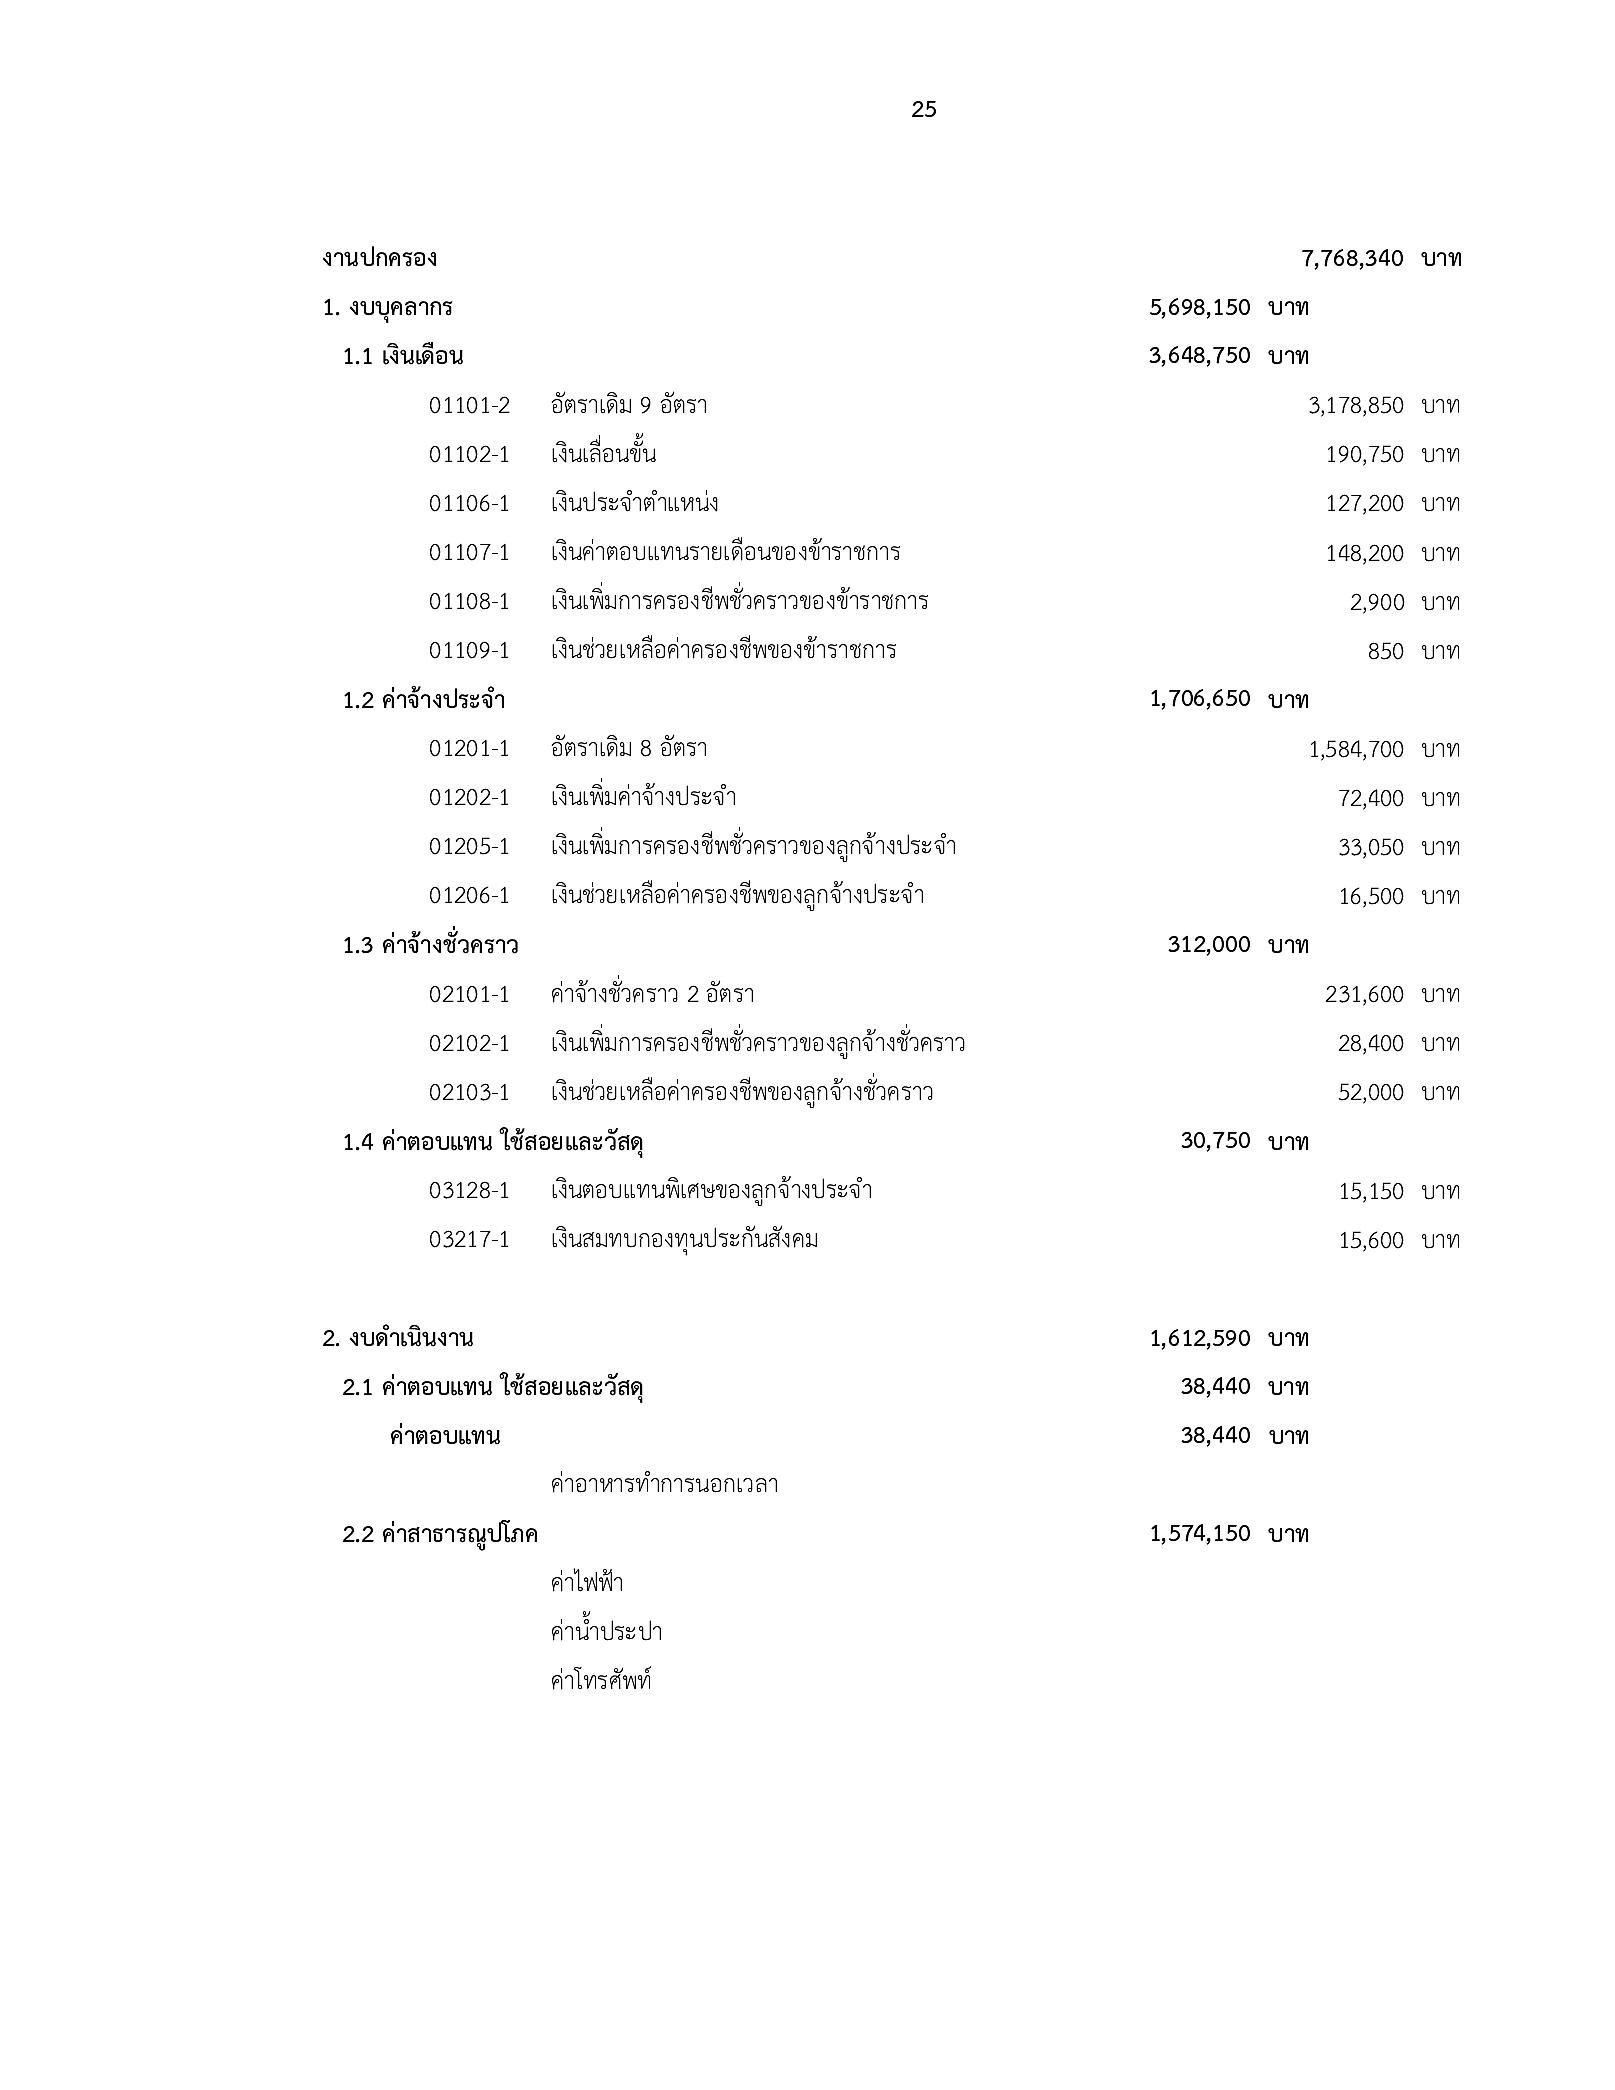 25
งานปกครอง 7,768,340 บาท
1. งบบุคลากร 5,698,150 บาท
1.1 เงินเดือน 3,648,750 บาท
01101-2 อัตราเดิม 9 อัตรา 3,178,850 บาท
01102-1 เงินเลื่อนขั้น 190,750 บาท
01106-1 เงินประจำตำแหน่ง 127,200 บาท
01107-1 เงินค่าตอบแทนรายเดือนของข้าราชการ 148,200 บาท
01108-1 เงินเพิ่มการครองชีพชั่วคราวของข้าราชการ 2,900 บาท
01109-1 เงินช่วยเหลือค่าครองชีพของข้าราชการ 850 บาท
1.2 ค่าจ้างประจำ 1,706,650 บาท
01201-1 อัตราเดิม 8 อัตรา 1,584,700 บาท
01202-1 เงินเพิ่มค่าจ้างประจำ 72,400 บาท
01205-1 เงินเพิ่มการครองชีพชั่วคราวของลูกจ้างประจำ 33,050 บาท
01206-1 เงินช่วยเหลือค่าครองชีพของลูกจ้างประจำ 16,500 บาท
1.3 ค่าจ้างชั่วคราว 312,000 บาท
02101-1 ค่าจ้างชั่วคราว 2 อัตรา 231,600 บาท
02102-1 เงินเพิ่มการครองชีพชั่วคราวของลูกจ้างชั่วคราว 28,400 บาท
02103-1 เงินช่วยเหลือค่าครองชีพของลูกจ้างชั่วคราว 52,000 บาท
1.4 ค่าตอบแทน ใช้สอยและวัสดุ 30,750 บาท
03128-1 เงินตอบแทนพิเศษของลูกจ้างประจำ 15,150 บาท
03217-1 เงินสมทบกองทุนประกันสังคม 15,600 บาท
2. งบดำเนินงาน 1,612,590 บาท
2.1 ค่าตอบแทน ใช้สอยและวัสดุ 38,440 บาท
ค่าตอบแทน 38,440 บาท
ค่าอาหารทำการนอกเวลา
2.2 ค่าสาธารณูปโภค 1,574,150 บาท
ค่าไฟฟ้า
ค่าน้ำประปา
ค่าโทรศัพท์